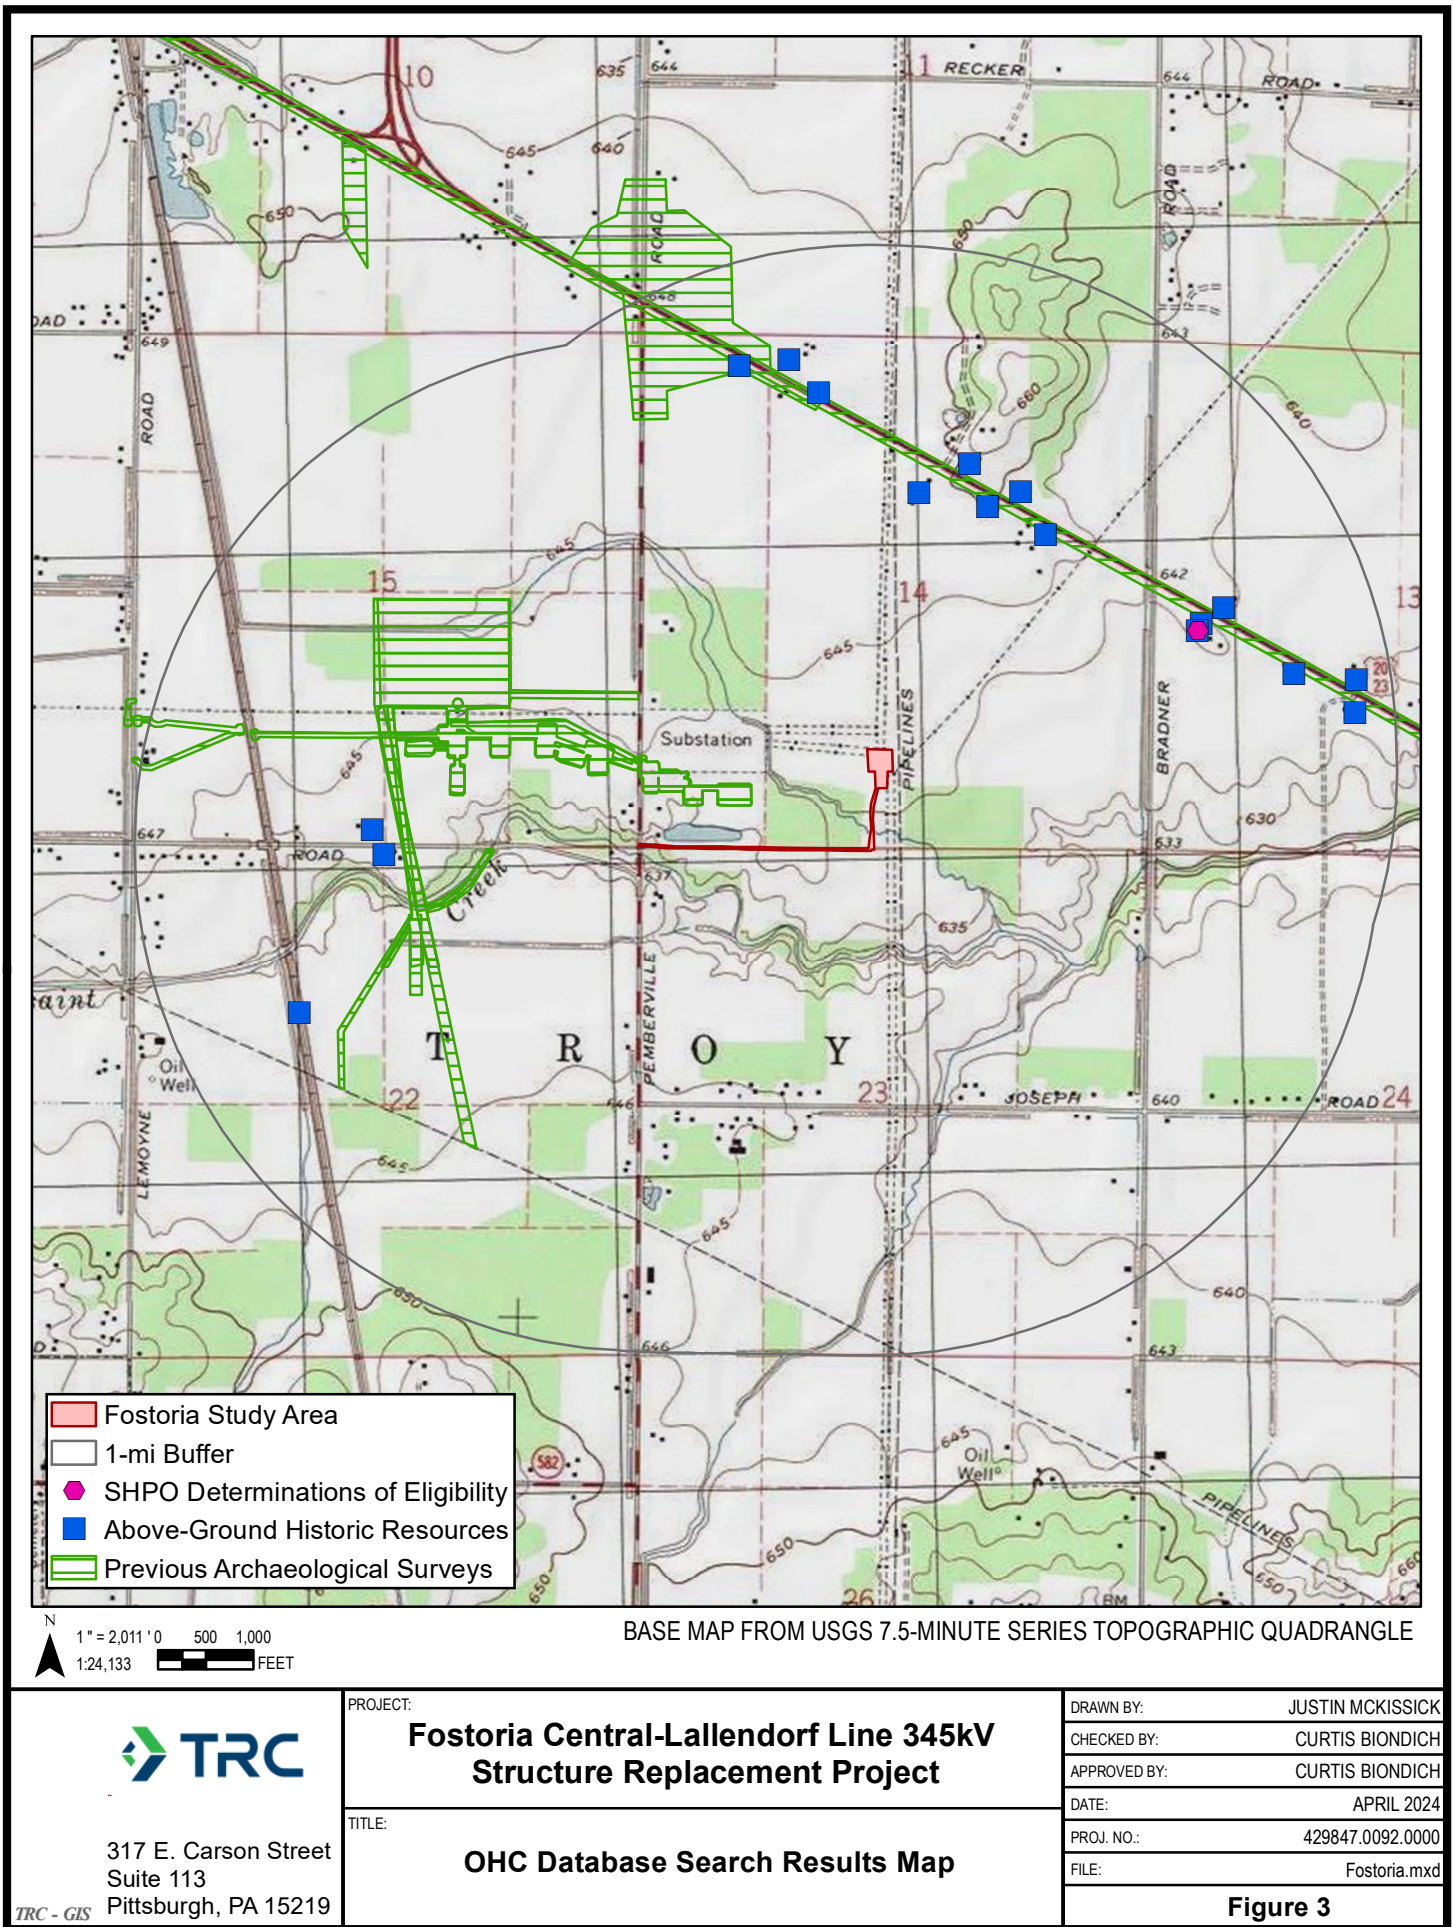 10
635
644
11
RECKER
644
ROAD
645
640
650
ROAD
ROAD
650
648
OAD
649
643
ROAD
660
640
645
15
14
642
13
645
20
23
PIPELINES
BRADNER
Substation
645
630
647
ROAD
633
637
Creek
635
aint
PEMBERVILLE
T R O Y
Oil
Well
22
646
23
JOSEPH
640
ROAD 24
LEMOYNE
645
645
650
640
646
643
D
Fostoria Study Area
1-mi Buffer
SHPO Determinations of Eligibility
Above-Ground Historic Resources
Previous Archaeological Surveys
582
645
Oil
Well
PIPELINES
650
650
650
660
26
BM
N
1 " = 2,011 ' 0 500 1,000
1:24,133 FEET
BASE MAP FROM USGS 7.5-MINUTE SERIES TOPOGRAPHIC QUADRANGLE
TRC
317 E. Carson Street
Suite 113
Pittsburgh, PA 15219
TRC - GIS
PROJECT:
Fostoria Central-Lallendorf Line 345kV
Structure Replacement Project
TITLE:
OHC Database Search Results Map
DRAWN BY: JUSTIN MCKISSICK
CHECKED BY: CURTIS BIONDICH
APPROVED BY: CURTIS BIONDICH
DATE: APRIL 2024
PROJ. NO.: 429847.0092.0000
FILE: Fostoria.mxd
Figure 3